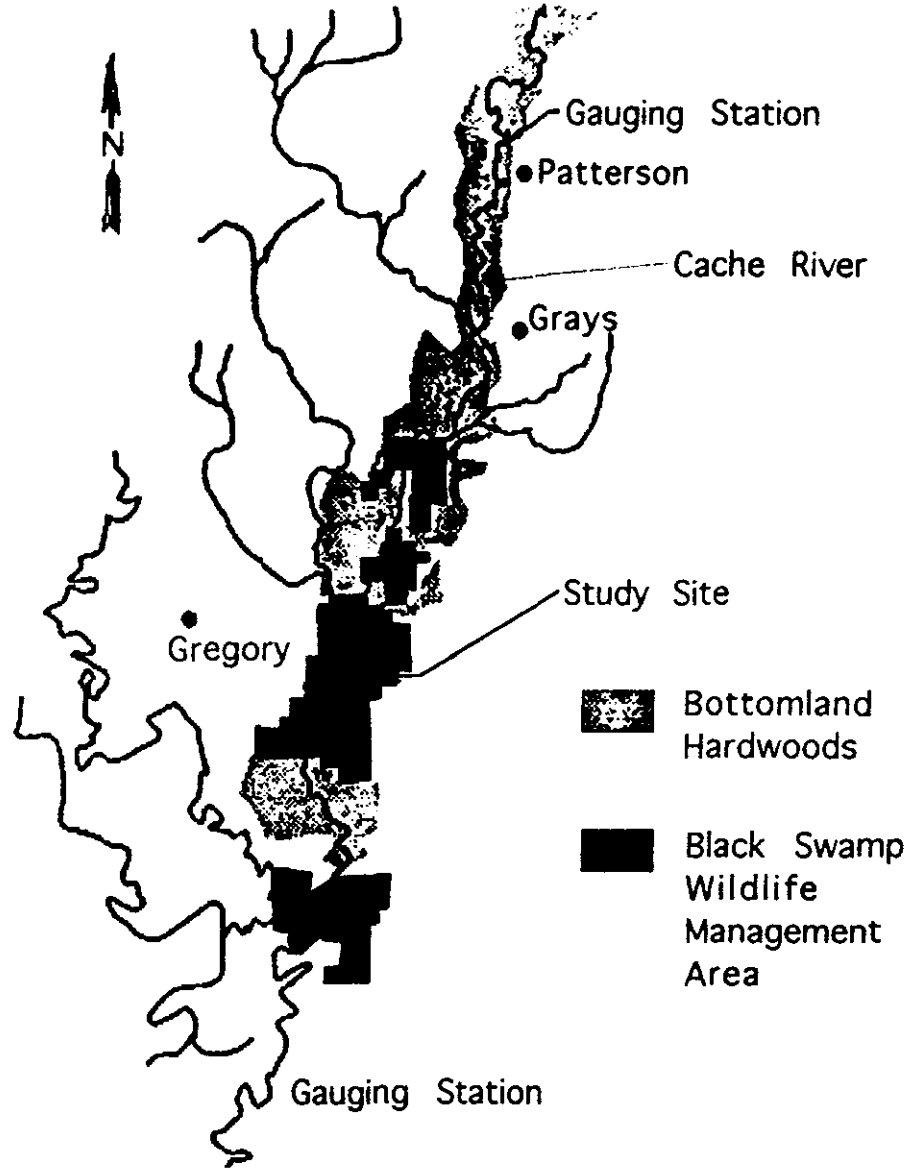 N
Gauging Station
Patterson
Cache River
Grays
Study Site
Gregory
Bottomland
Hardwoods
Black Swamp
Wildlife
Management
Area
Gauging Station